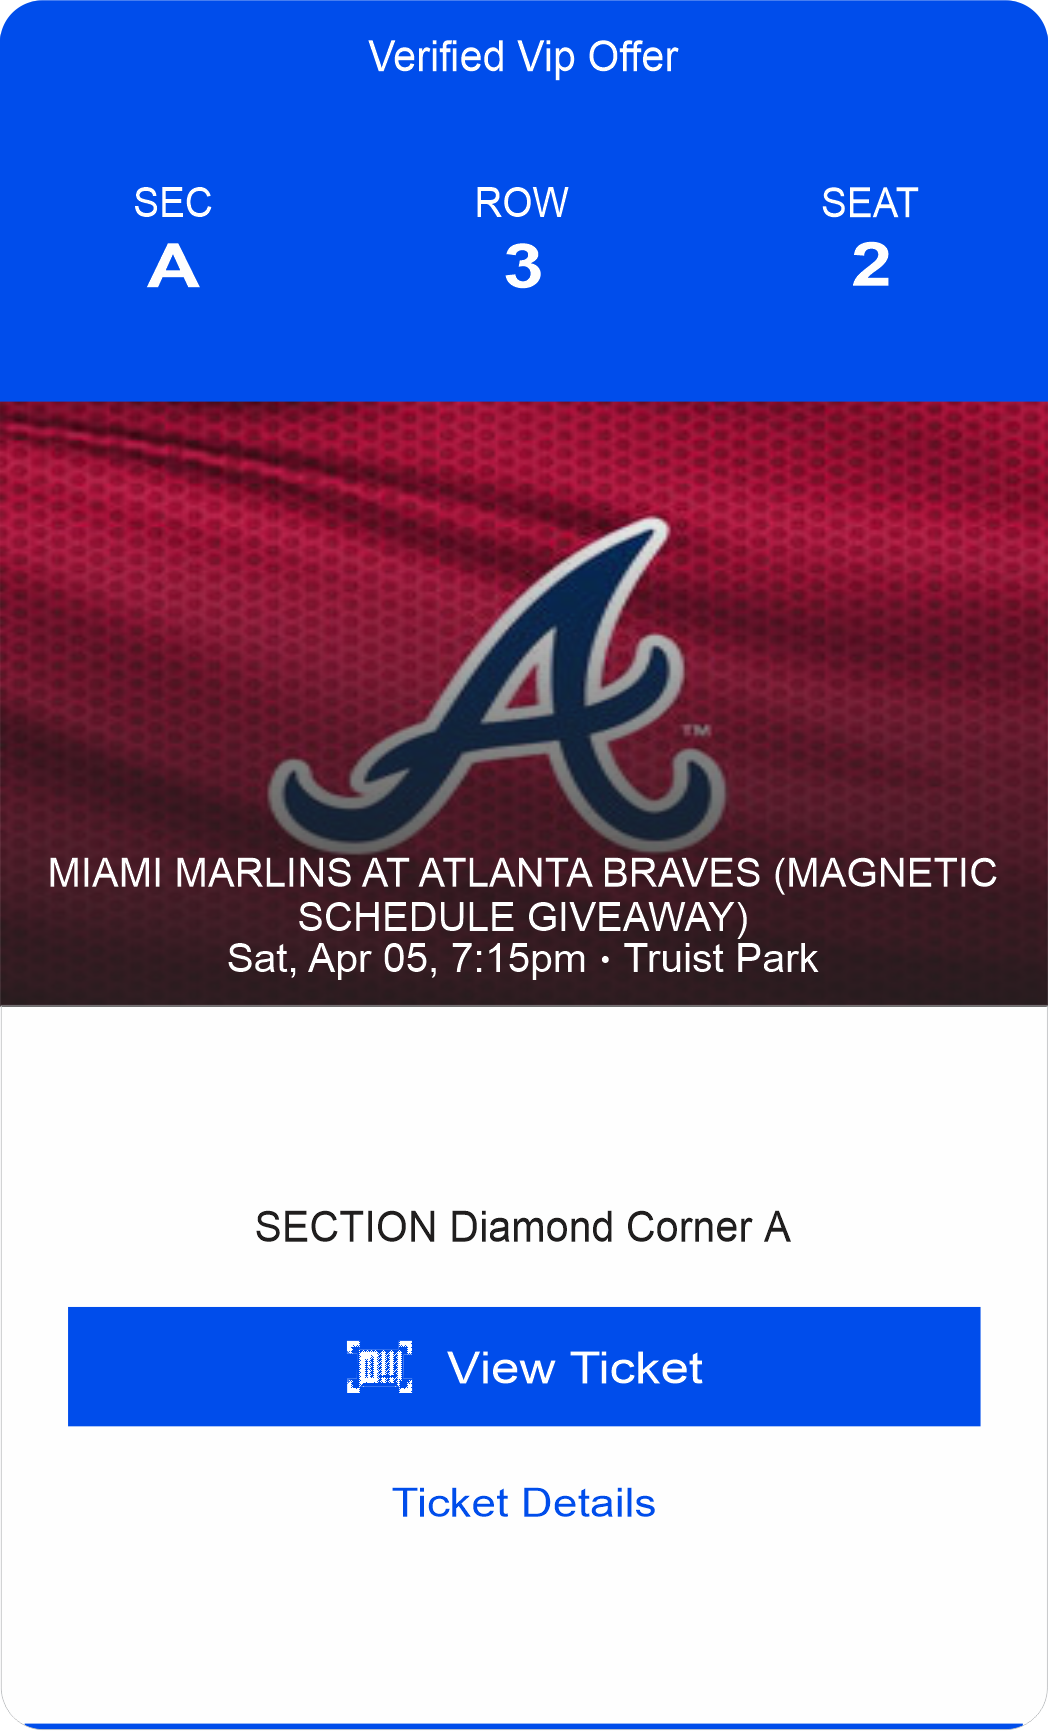 Verified Vip Offer
SEC ROW SEAT
A 3 2
A
TM
MIAMI MARLINS AT ATLANTA BRAVES (MAGNETIC
SCHEDULE GIVEAWAY)
Sat, Apr 05, 7:15pm • Truist Park
SECTION Diamond Corner A
View Ticket
Ticket Details